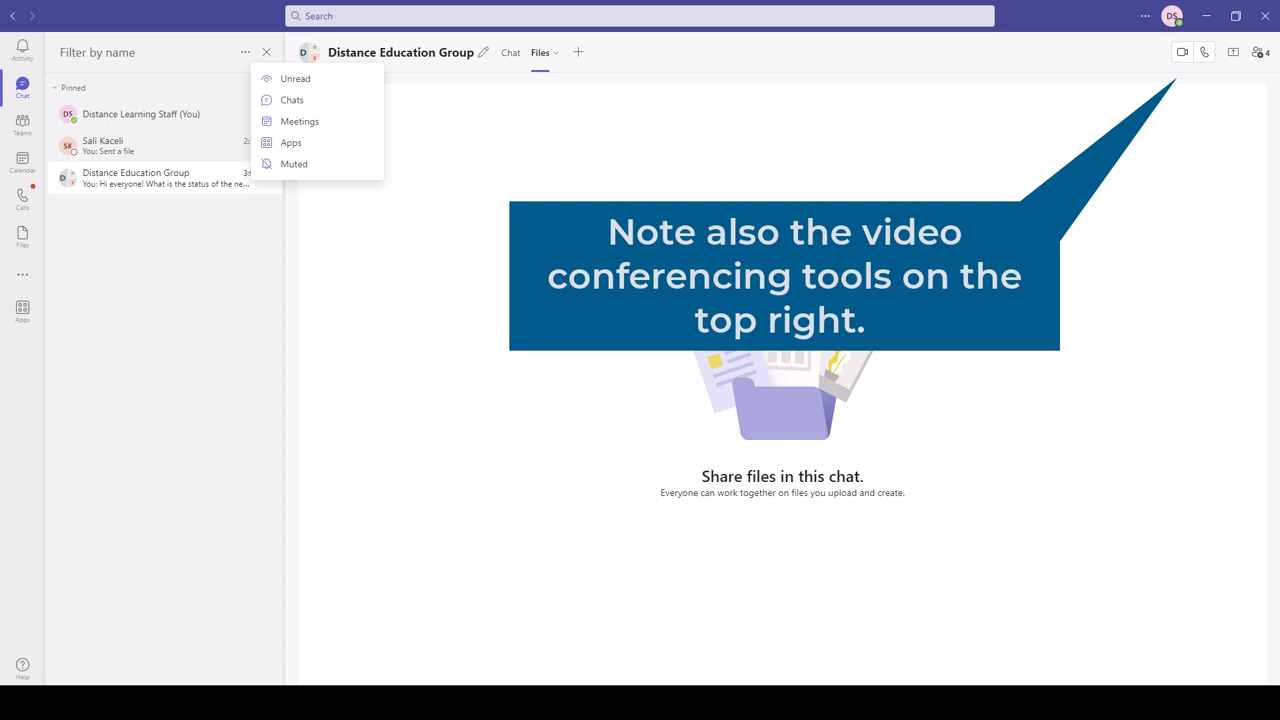 Search
DS
Activity
Chat
Teams
Calendar
Calls
Files
Apps
Help
Filter by name
Pinned
DS
Distance Learning Staff (You)
SK
Sali Kaceli
You: Sent a file
D
Distance Education Group
You: Hi everyone! What is the status of the ne...
Unread
Chats
Meetings
Apps
Muted
D
Distance Education Group
Chat
Files
4
Note also the video
conferencing tools on the
top right.
Share files in this chat.
Everyone can work together on files you upload and create.